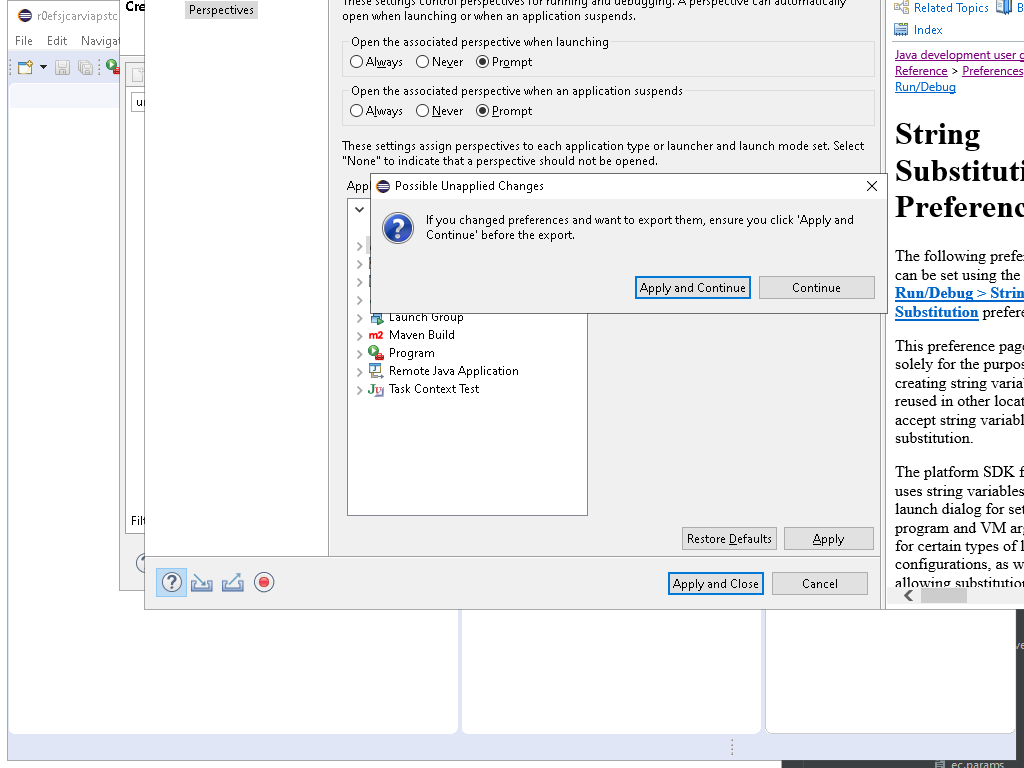 r0efsjcarviapstc
File Edit Navigat
Cre
Perspectives
These settings control perspectives for running and debugging. A perspective can automatically
open when launching or when an application suspends.
Open the associated perspective when launching
Always Never Prompt
Open the associated perspective when an application suspends
Always Never Prompt
These settings assign perspectives to each application type or launcher and launch mode set. Select
"None" to indicate that a perspective should not be opened.
Appl
Possible Unapplied Changes
If you changed preferences and want to export them, ensure you click 'Apply and
Continue' before the export.
Apply and Continue Continue
Launch Group
m2 Maven Build
Program
Remote Java Application
Task Context Test
Filt
Restore Defaults Apply
Apply and Close Cancel
Related Topics B
Index
Java development user g
Reference > Preferences
Run/Debug
String
Substituti
Preferenc
The following prefer
can be set using the
Run/Debug > Strin
Substitution prefere
This preference page
solely for the purpos
creating string variab
reused in other locat
accept string variabl
substitution.
The platform SDK f
uses string variables
launch dialog for set
program and VM arg
for certain types of l
configurations, as w
allowing substitution
ec.params